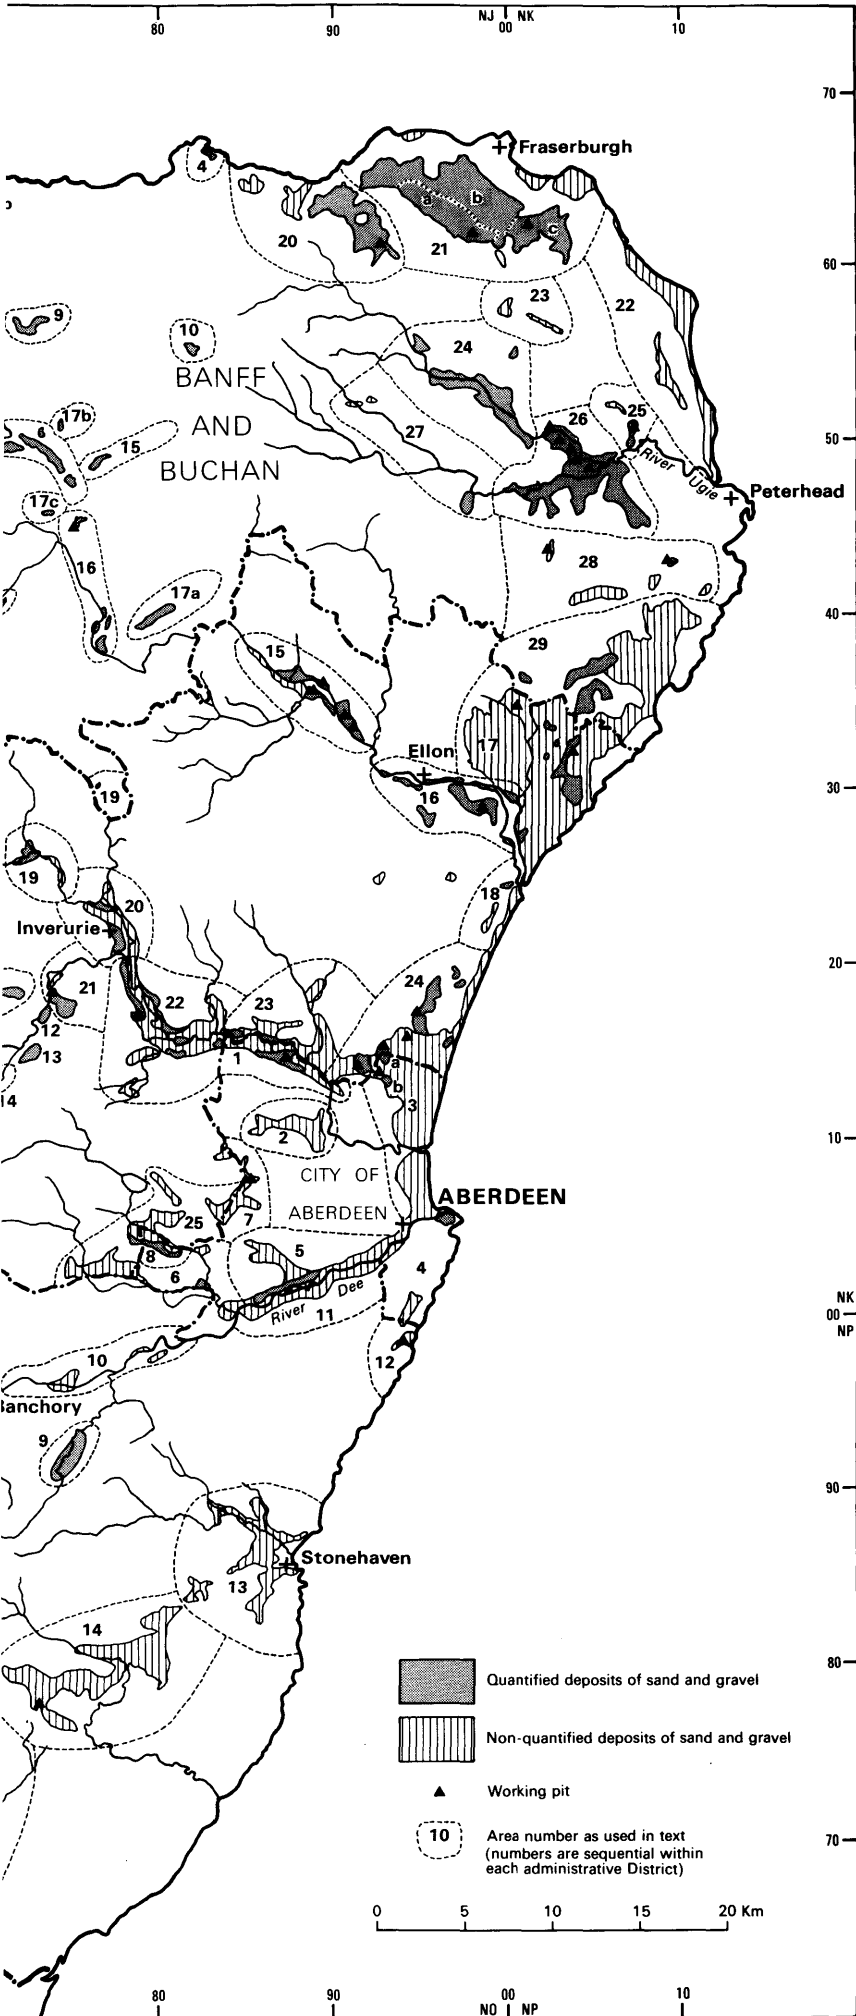 80
90
NJ NK
00
10
70
Fraserburgh
4
a
b
c
20
21
60
9
23
22
10
24
BANFF
17b
26
25
AND
6
15
27
50
River
BUCHAN
Ugie
Peterhead
17c
16
28
17a
40
15
29
17
Ellon
19
16
30
19
18
20
Inverurie
20
24
21
22
23
12
13
1
a
b
14
3
2
10
CITY OF
ABERDEEN
ABERDEEN
25
7
8
5
6
4
River Dee
11
NK
00
NP
10
12
Banchory
9
90
Stonehaven
13
14
80
Quantified deposits of sand and gravel
Non-quantified deposits of sand and gravel
Working pit
10
Area number as used in text
(numbers are sequential within
each administrative District)
70
0
5
10
15
20 Km
80
90
00
10
NO NP